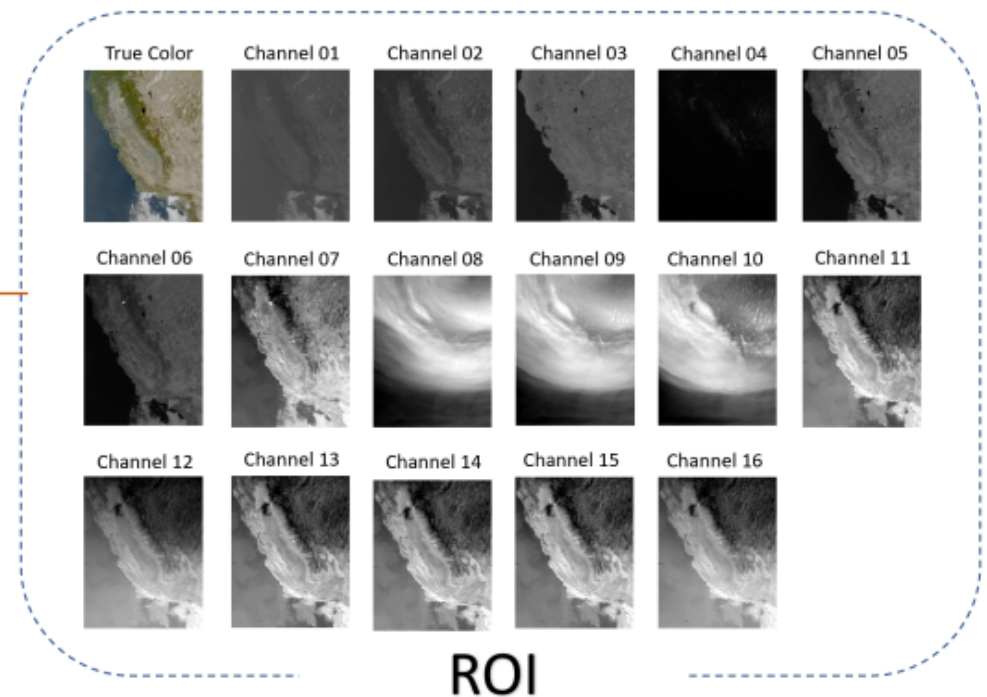 True Color Channel 01 Channel 02 Channel 03 Channel 04 Channel 05
Channel 06 Channel 07 Channel 08 Channel 09 Channel 10 Channel 11
Channel 12 Channel 13 Channel 14 Channel 15 Channel 16
ROI